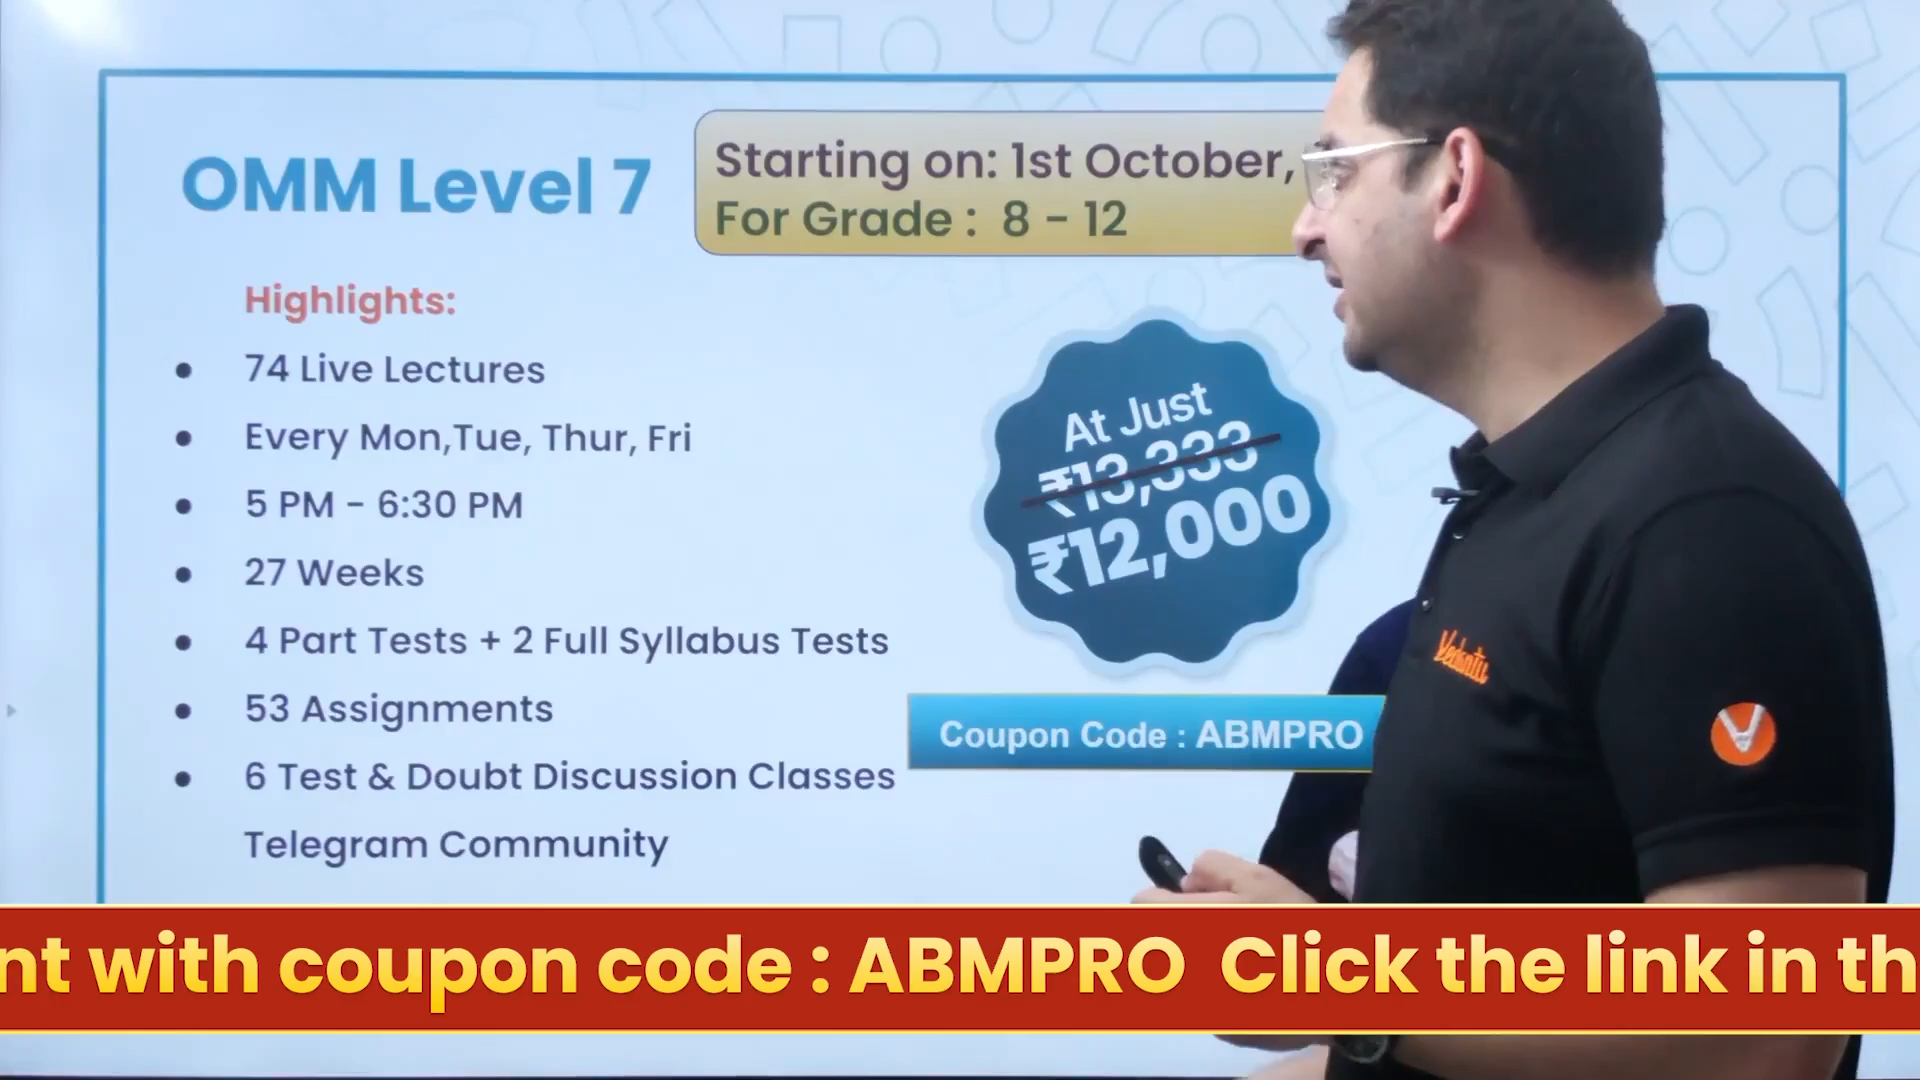 OMM Level 7
Starting on: 1st October,
For Grade : 8 - 12
Highlights:
● 74 Live Lectures
● Every Mon,Tue, Thur, Fri
● 5 PM - 6:30 PM
● 27 Weeks
● 4 Part Tests + 2 Full Syllabus Tests
● 53 Assignments
● 6 Test & Doubt Discussion Classes
Telegram Community
At Just
₹13,333
₹12,000
Coupon Code : ABMPRO
Vedantu
nt with coupon code : ABMPRO Click the link in th